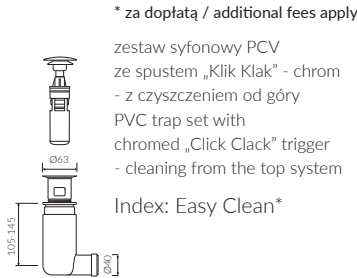 * za dopłatą / additional fees apply
zestaw syfonowy PCV
ze spustem „Klik Klak” - chrom
- z czyszczeniem od góry
PVC trap set with
chromed „Click Clack” trigger
- cleaning from the top system
Index: Easy Clean*
Ø63
105-145
Ø40